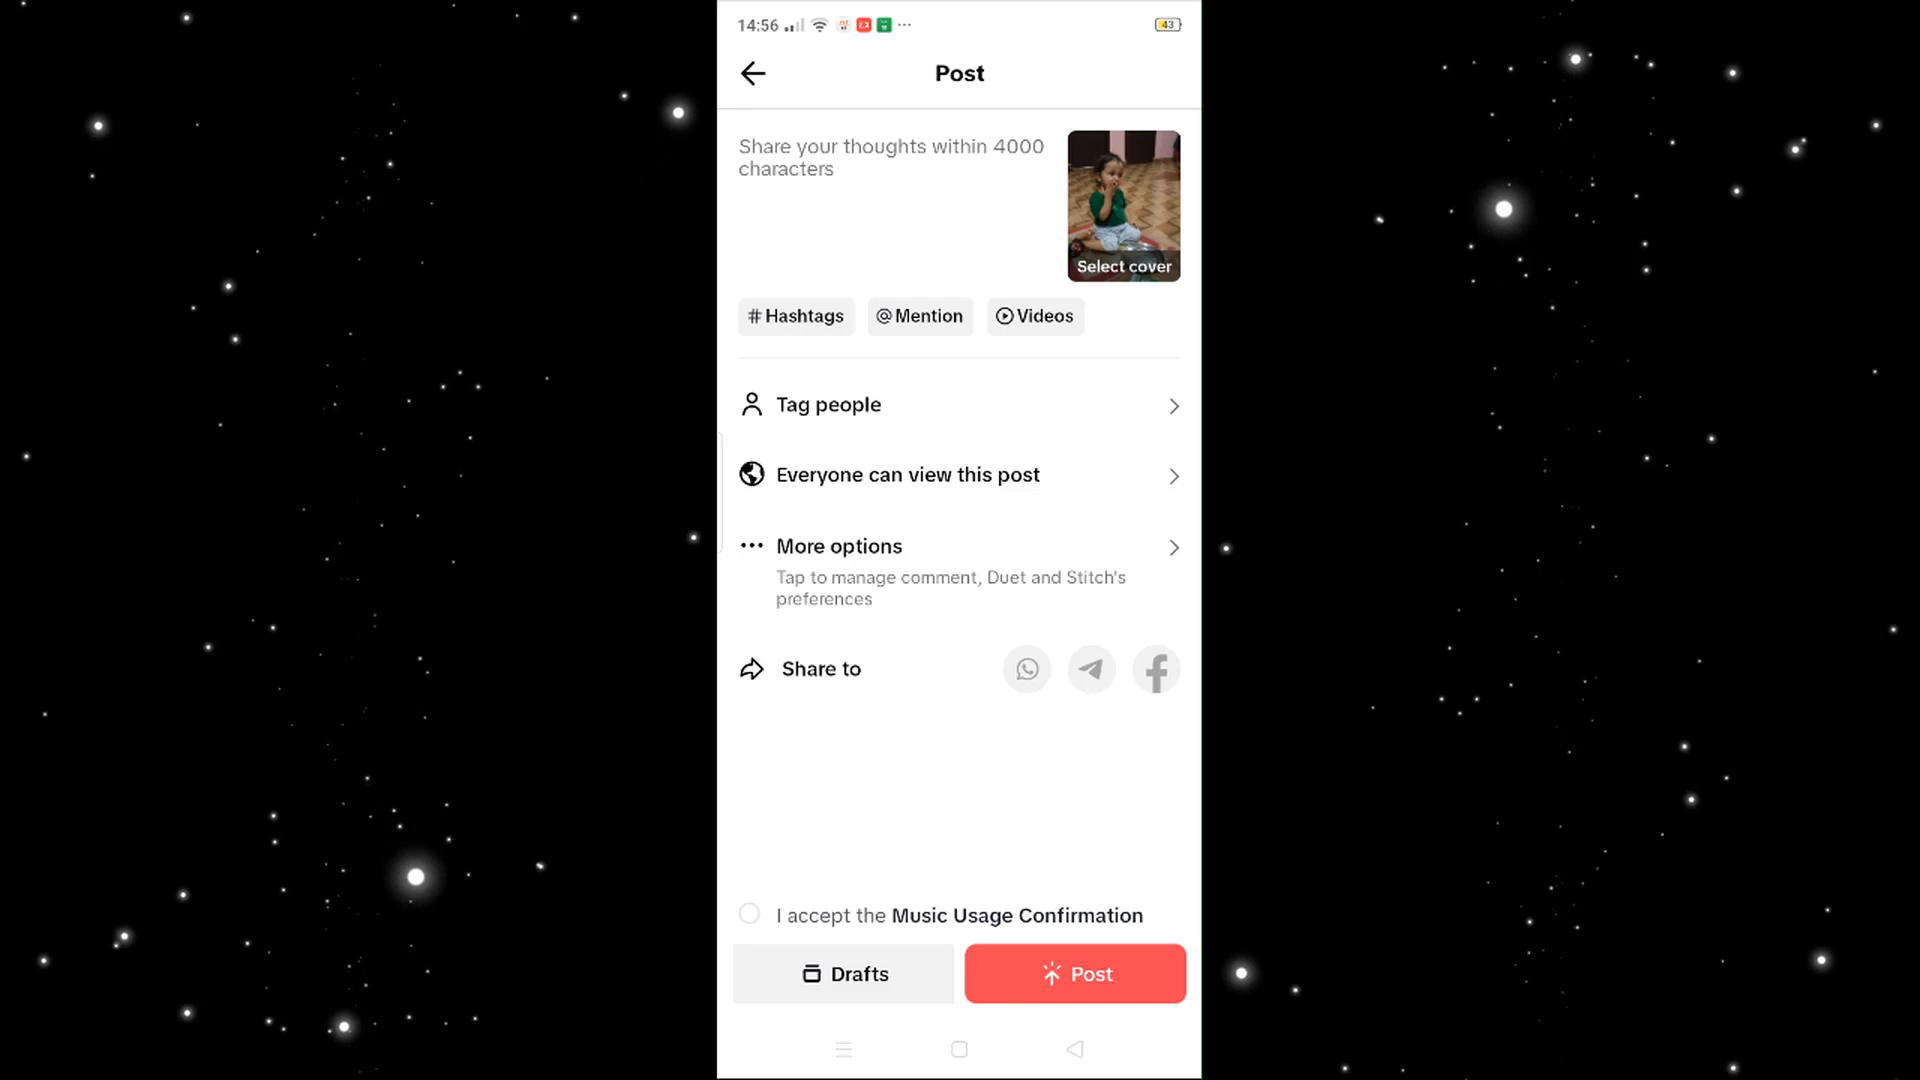 14:56
43
Post
Share your thoughts within 4000
characters
Select cover
# Hashtags
@ Mention
Videos
Tag people
Everyone can view this post
More options
Tap to manage comment, Duet and Stitch's
preferences
Share to
I accept the Music Usage Confirmation
Drafts
Post